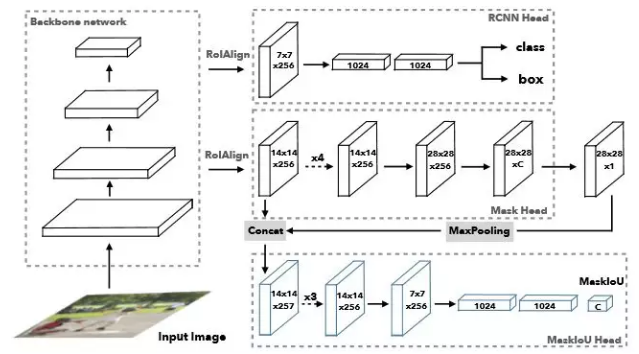 Backbone network
RCNN Head
RoIAlign
7x7
x256
1024
1024
class
box
RoIAlign
14x14
x256
x4
14x14
x256
28x28
x256
28x28
xC
28x28
x1
Mask Head
Concat
MaxPooling
14x14
x257
x3
14x14
x256
7x7
x256
1024
1024
C
MaskIoU
MaskIoU Head
Input Image